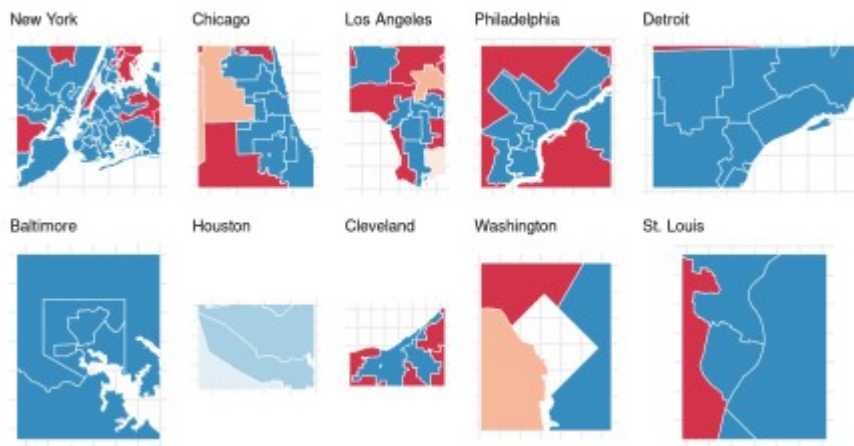 New York
Chicago
Los Angeles
Philadelphia
Detroit
Baltimore
Houston
Cleveland
Washington
St. Louis